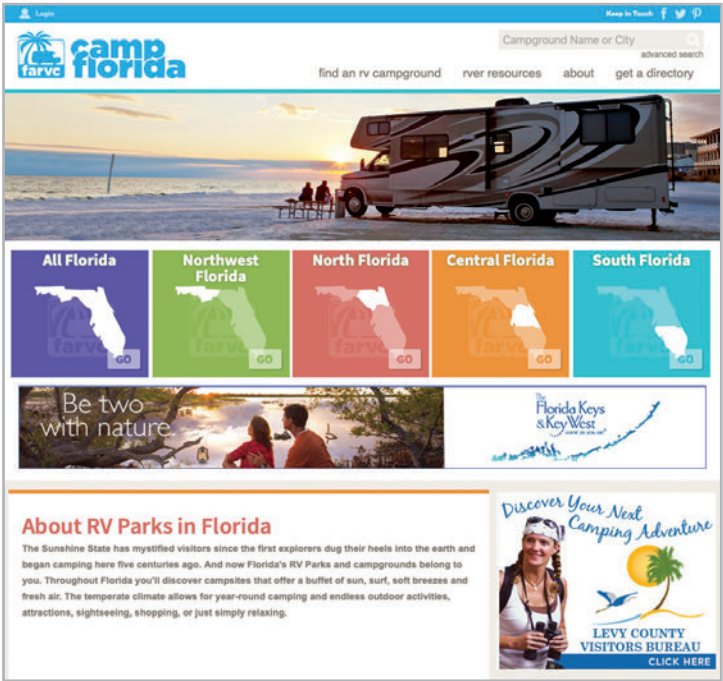 Login
Keep in Touch
Campground Name or City
advanced search
farvc
camp
florida
find an rv campground rver resources about get a directory
All Florida
Northwest
Florida
North Florida
Central Florida
South Florida
farvc
farvc
farvc
farvc
farvc
GO
GO
GO
GO
GO
Be two
with nature.
The
Florida Keys
& Key West
Discover Your Next
Camping Adventure
LEVY COUNTY
VISITORS BUREAU
CLICK HERE
About RV Parks in Florida
The Sunshine State has mystified visitors since the first explorers dug their heels into the earth and
began camping here five centuries ago. And now Florida's RV Parks and campgrounds belong to
you. Throughout Florida you'll discover campsites that offer a buffet of sun, surf, soft breezes and
fresh air. The temperate climate allows for year-round camping and endless outdoor activities,
attractions, sightseeing, shopping, or just simply relaxing.